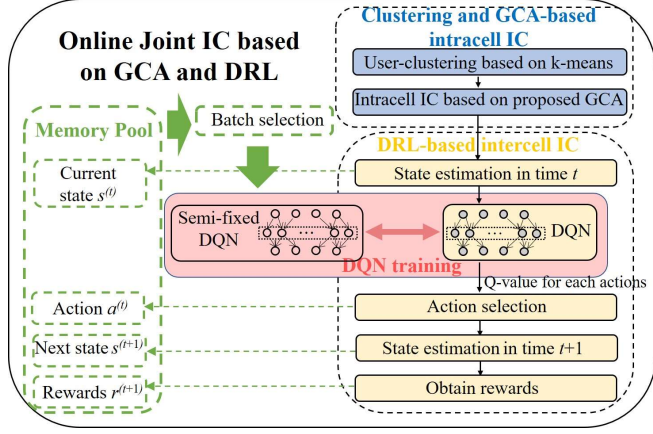 Online Joint IC based
on GCA and DRL
Clustering and GCA-based
intracell IC
User-clustering based on k-means
Intracell IC based on proposed GCA
Memory Pool
Batch selection
DRL-based intercell IC
Current
state s^(t)
State estimation in time t
Semi-fixed
DQN
...
...
DQN
DQN training
Q-value for each actions
Action a^(t)
Action selection
Next state s^(t+1)
State estimation in time t+1
Rewards r^(t+1)
Obtain rewards